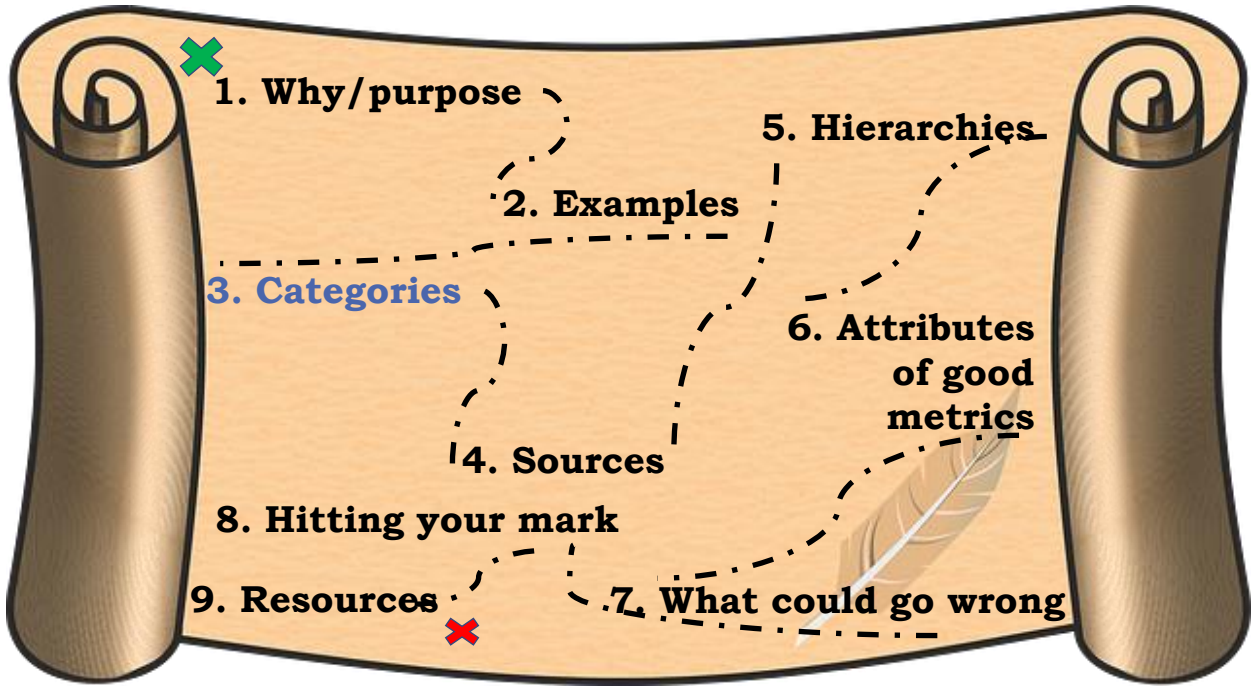 1. Why/purpose
2. Examples
3. Categories
4. Sources
5. Hierarchies
6. Attributes
of good
metrics
7. What could go wrong
8. Hitting your mark
9. Resources